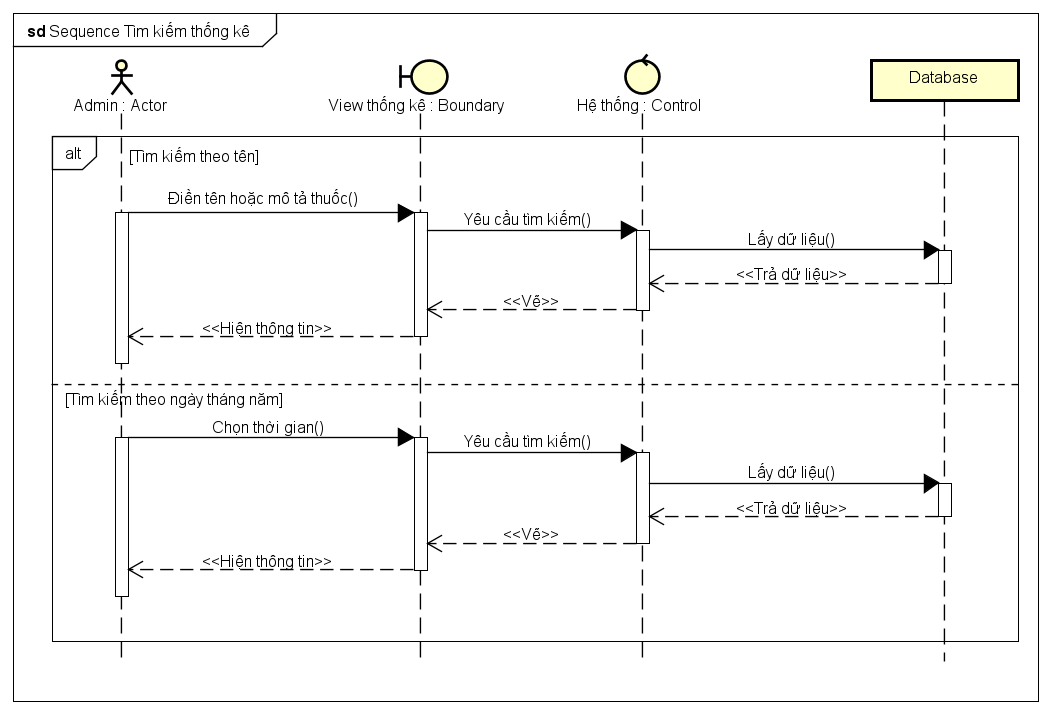 sd Sequence Tìm kiếm thống kê
Admin : Actor
View thống kê : Boundary
Hệ thống : Control
Database
alt
[Tìm kiếm theo tên]
Điền tên hoặc mô tả thuốc()
Yêu cầu tìm kiếm()
Lấy dữ liệu()
<<Trả dữ liệu>>
<<Vẽ>>
<<Hiện thông tin>>
[Tìm kiếm theo ngày tháng năm]
Chọn thời gian()
Yêu cầu tìm kiếm()
Lấy dữ liệu()
<<Trả dữ liệu>>
<<Vẽ>>
<<Hiện thông tin>>